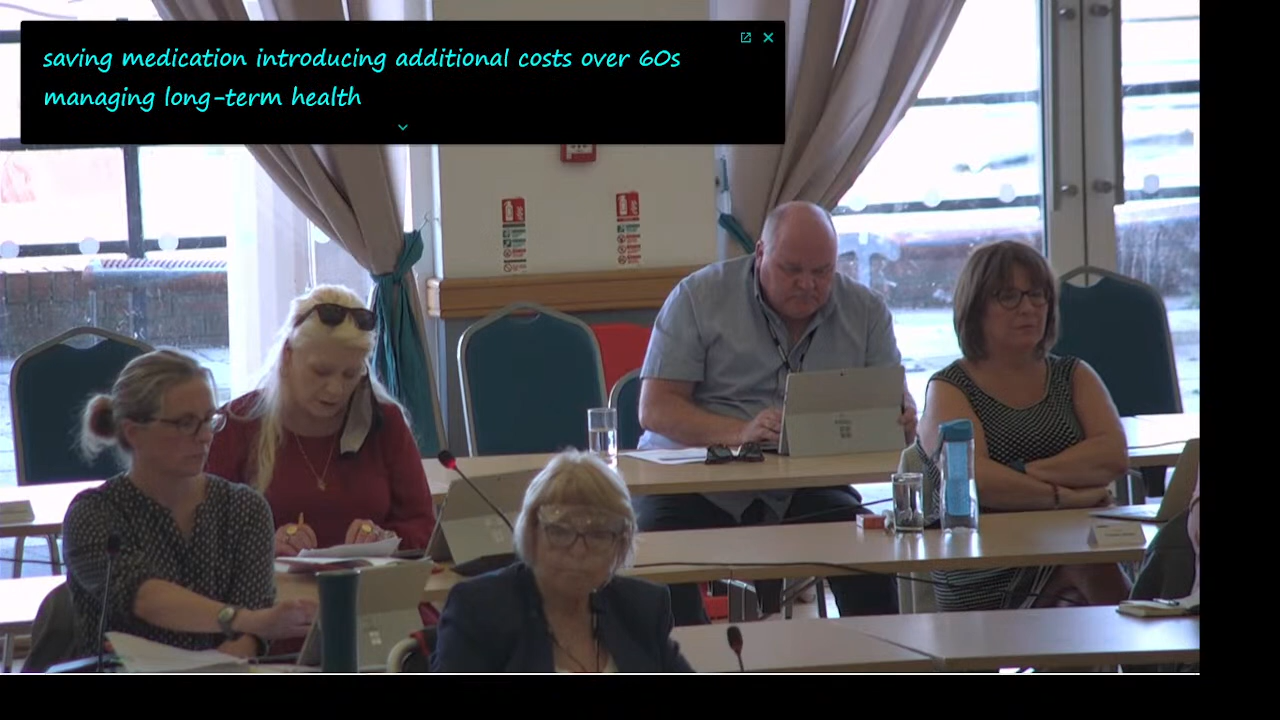 saving medication introducing additional costs over 60s
managing long-term health